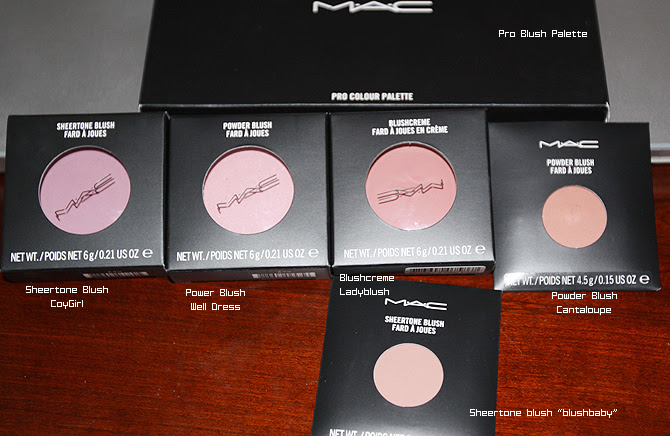 MAC
Pro Blush Palette
PRO COLOUR PALETTE
SHEERTONE BLUSH
FARD À JOUES
MAC
NET WT. / POIDS NET 6 g / 0.21 US OZ e
Sheertone Blush
CoyGirl
POWDER BLUSH
FARD À JOUES
MAC
NET WT. / POIDS NET 6 g / 0.21 US OZ e
Power Blush
Well Dress
BLUSHCREME
FARD À JOUES EN CRÈME
MAC
NET WT. / POIDS NET 6 g / 0.21 US OZ e
Blushcreme
Ladyblush
MAC
POWDER BLUSH
FARD À JOUES
NET WT. / POIDS NET 4.5 g / 0.15 US OZ e
Powder Blush
Cantaloupe
MAC
SHEERTONE BLUSH
FARD À JOUES
Sheertone blush "blushbaby"
NET WT. / POIDS NET